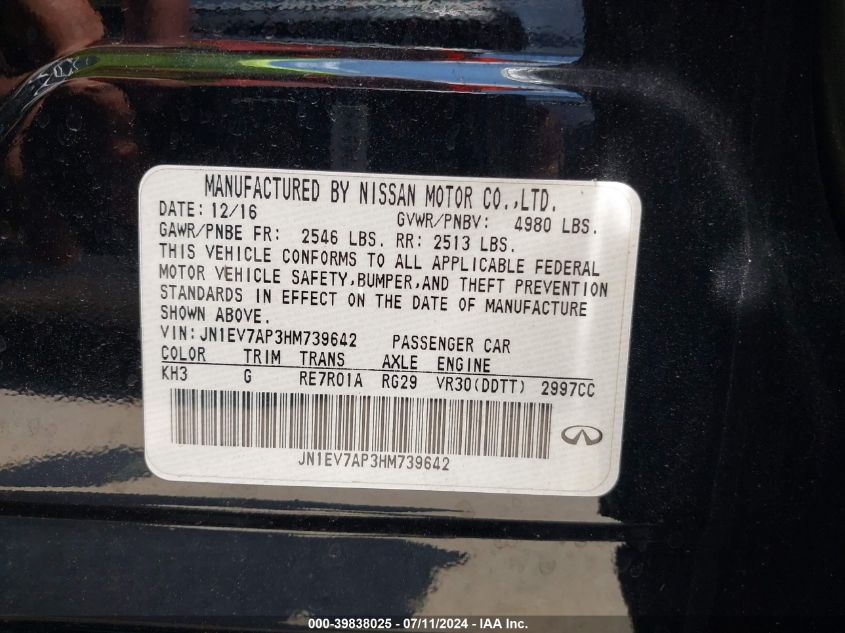 MANUFACTURED BY NISSAN MOTOR CO.,LTD.
DATE: 12/16 GVWR/PNBV: 4980 LBS.
GAWR/PNBE FR: 2546 LBS. RR: 2513 LBS.
THIS VEHICLE CONFORMS TO ALL APPLICABLE FEDERAL
MOTOR VEHICLE SAFETY,BUMPER,AND THEFT PREVENTION
STANDARDS IN EFFECT ON THE DATE OF MANUFACTURE
SHOWN ABOVE.
VIN:JN1EV7AP3HM739642 PASSENGER CAR
COLOR TRIM TRANS AXLE ENGINE
KH3 G RE7R01A RG29 VR30(DDTT) 2997CC
JN1EV7AP3HM739642
000-39838025 - 07/11/2024 - IAA Inc.